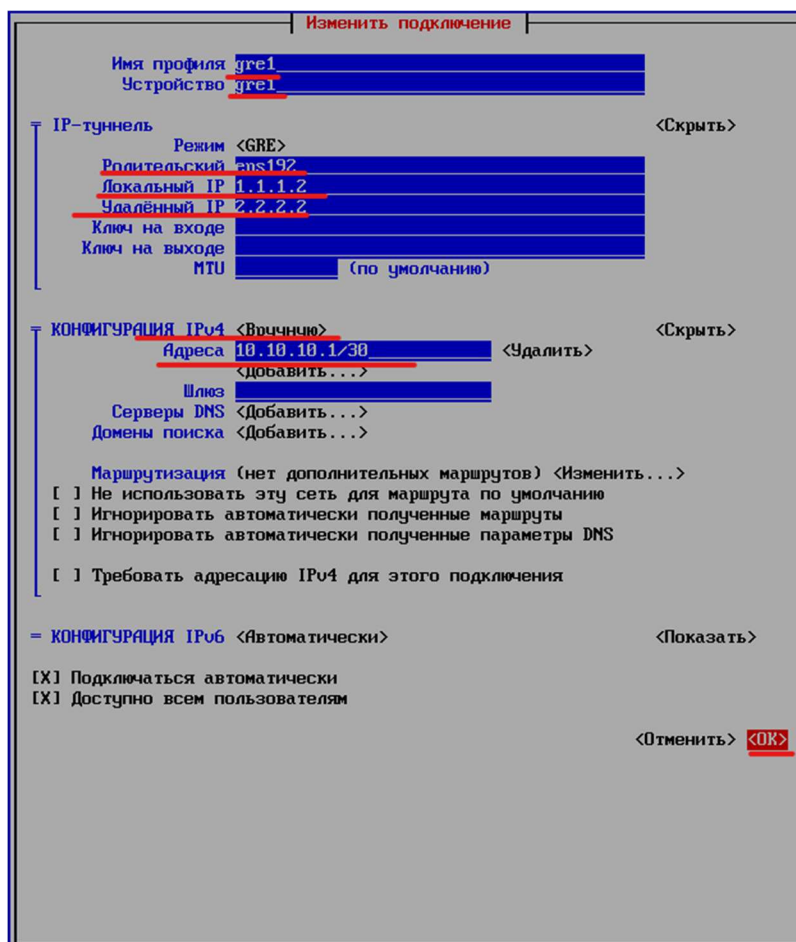 Изменить подключение
Имя профиля gre1
Устройство gre1
IP-туннель <Скрыть>
Режим <GRE>
Родительский ens192
Локальный IP 1.1.1.2
Удалённый IP 2.2.2.2
Ключ на входе
Ключ на выходе
MTU (по умолчанию)
КОНФИГУРАЦИЯ IPv4 <Вручную> <Скрыть>
Адреса 10.10.10.1/30 <Удалить>
<Добавить...>
Шлюз
Серверы DNS <Добавить...>
Домены поиска <Добавить...>
Маршрутизация (нет дополнительных маршрутов) <Изменить...>
[ ] Не использовать эту сеть для маршрута по умолчанию
[ ] Игнорировать автоматически полученные маршруты
[ ] Игнорировать автоматически полученные параметры DNS
[ ] Требовать адресацию IPv4 для этого подключения
= КОНФИГУРАЦИЯ IPv6 <Автоматически> <Показать>
[X] Подключаться автоматически
[X] Доступно всем пользователям
<Отменить> <OK>